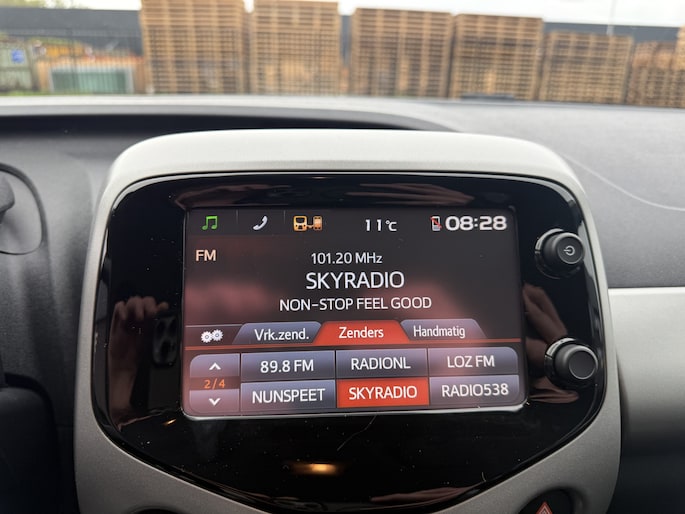 11°C 08:28
FM
101.20 MHz
SKYRADIO
NON-STOP FEEL GOOD
Vrk.zend. Zenders Handmatig
89.8 FM RADIONL LOZ FM
2/4
NUNSPEET SKYRADIO RADIO538